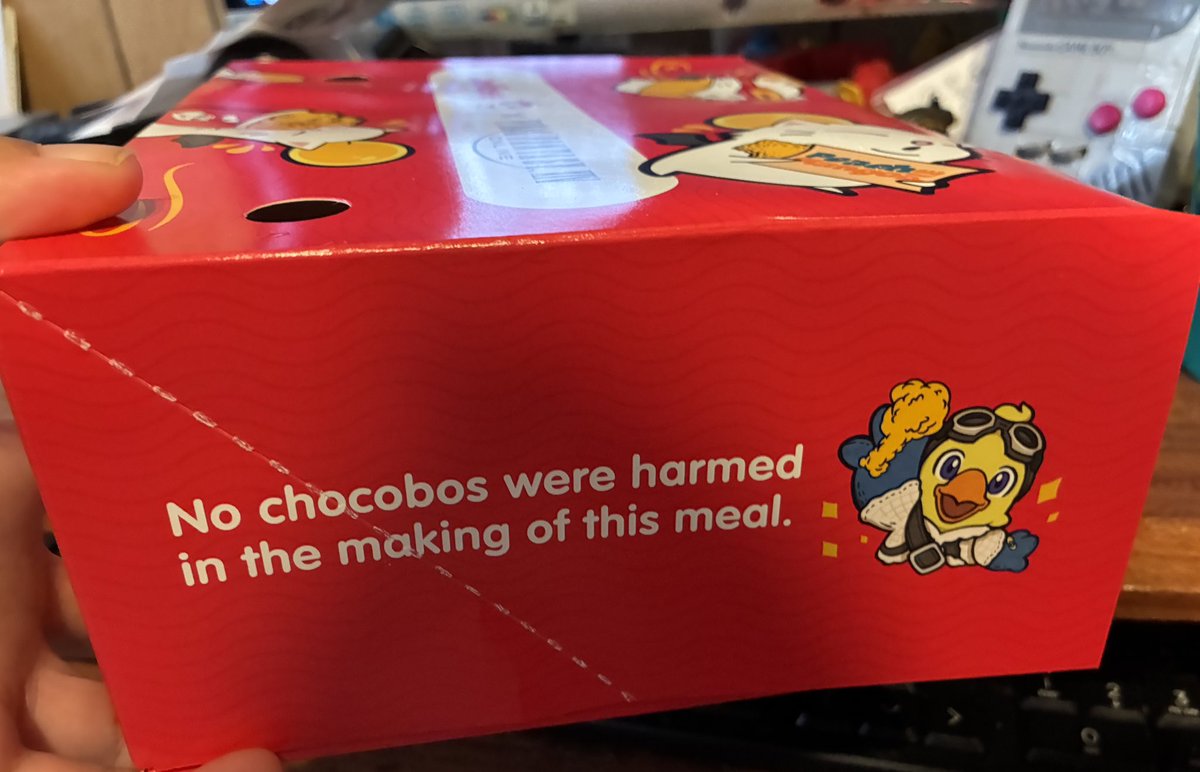 No chocobos were harmed
in the making of this meal.